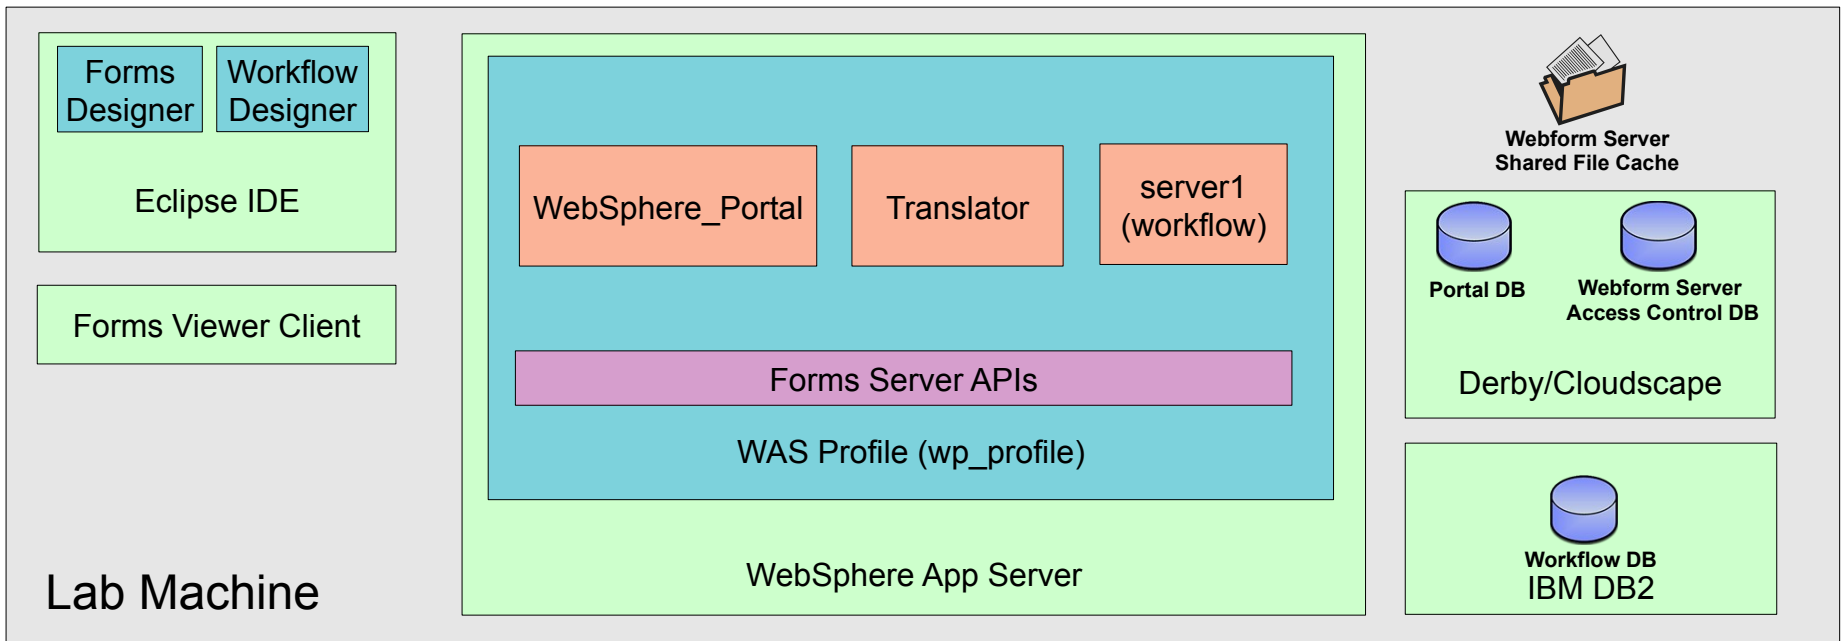 Forms
Designer
Workflow
Designer
Eclipse IDE
Forms Viewer Client
Lab Machine
WebSphere_Portal
Translator
server1
(workflow)
Forms Server APIs
WAS Profile (wp_profile)
WebSphere App Server
Webform Server
Shared File Cache
Portal DB
Webform Server
Access Control DB
Derby/Cloudscape
Workflow DB
IBM DB2